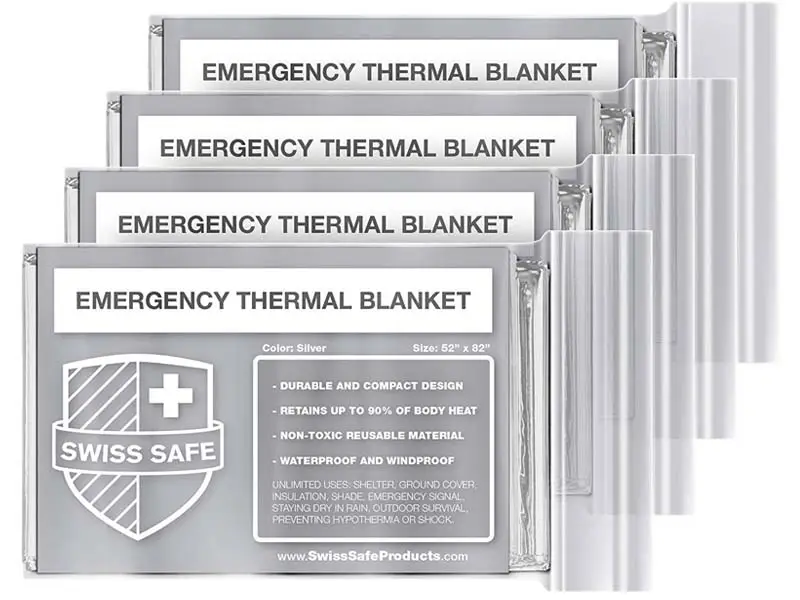 EMERGENCY THERMAL BLANKET
EMERGENCY THERMAL BLANKET
EMERGENCY THERMAL BLANKET
EMERGENCY THERMAL BLANKET
Color: Silver Size: 52” x 82”
- DURABLE AND COMPACT DESIGN
- RETAINS UP TO 90% OF BODY HEAT
- NON-TOXIC REUSABLE MATERIAL
- WATERPROOF AND WINDPROOF
SWISS SAFE
UNLIMITED USES: SHELTER, GROUND COVER,
INSULATION, SHADE, EMERGENCY SIGNAL,
STAYING DRY IN RAIN, OUTDOOR SURVIVAL,
PREVENTING HYPOTHERMIA OR SHOCK.
www.SwissSafeProducts.com